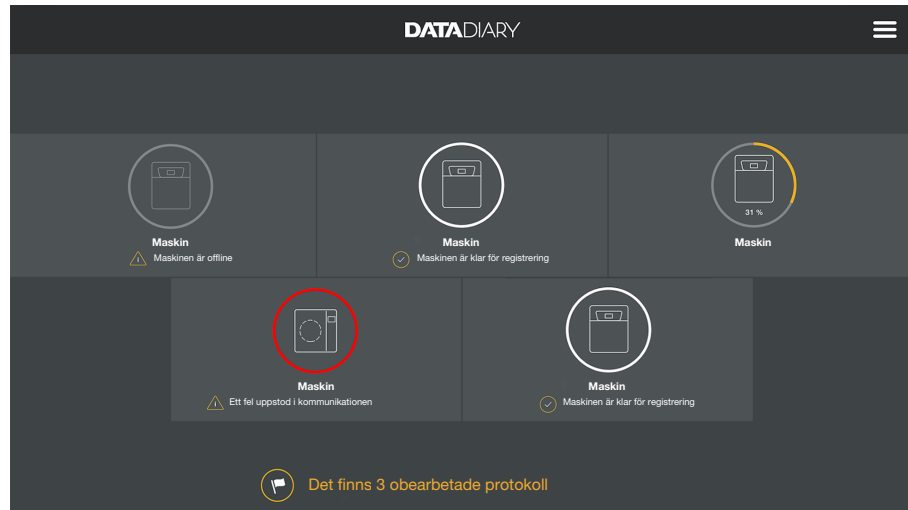 DATADIARY
Maskin
Maskinen är offline
Maskin
Maskinen är klar för registrering
31 %
Maskin
Maskin
Ett fel uppstod i kommunikationen
Maskin
Maskinen är klar för registrering
Det finns 3 obearbetade protokoll